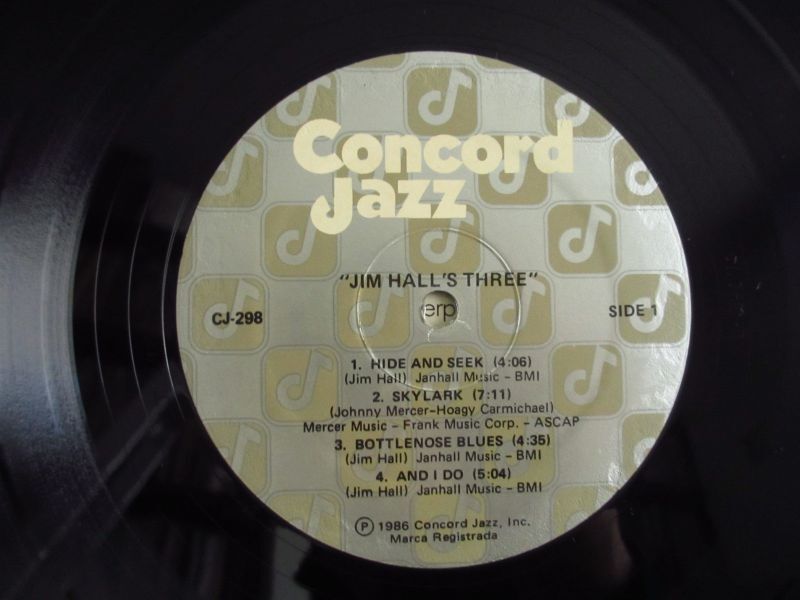 Concord
Jazz
"JIM HALL'S THREE"
CJ-298
erp
SIDE 1
1. HIDE AND SEEK (4:06)
(Jim Hall) Janhall Music - BMI
2. SKYLARK (7:11)
(Johnny Mercer-Hoagy Carmichael)
Mercer Music - Frank Music Corp. - ASCAP
3. BOTTLENOSE BLUES (4:35)
(Jim Hall) Janhall Music - BMI
4. AND I DO (5:04)
(Jim Hall) Janhall Music - BMI
℗ 1986 Concord Jazz, Inc.
Marca Registrada